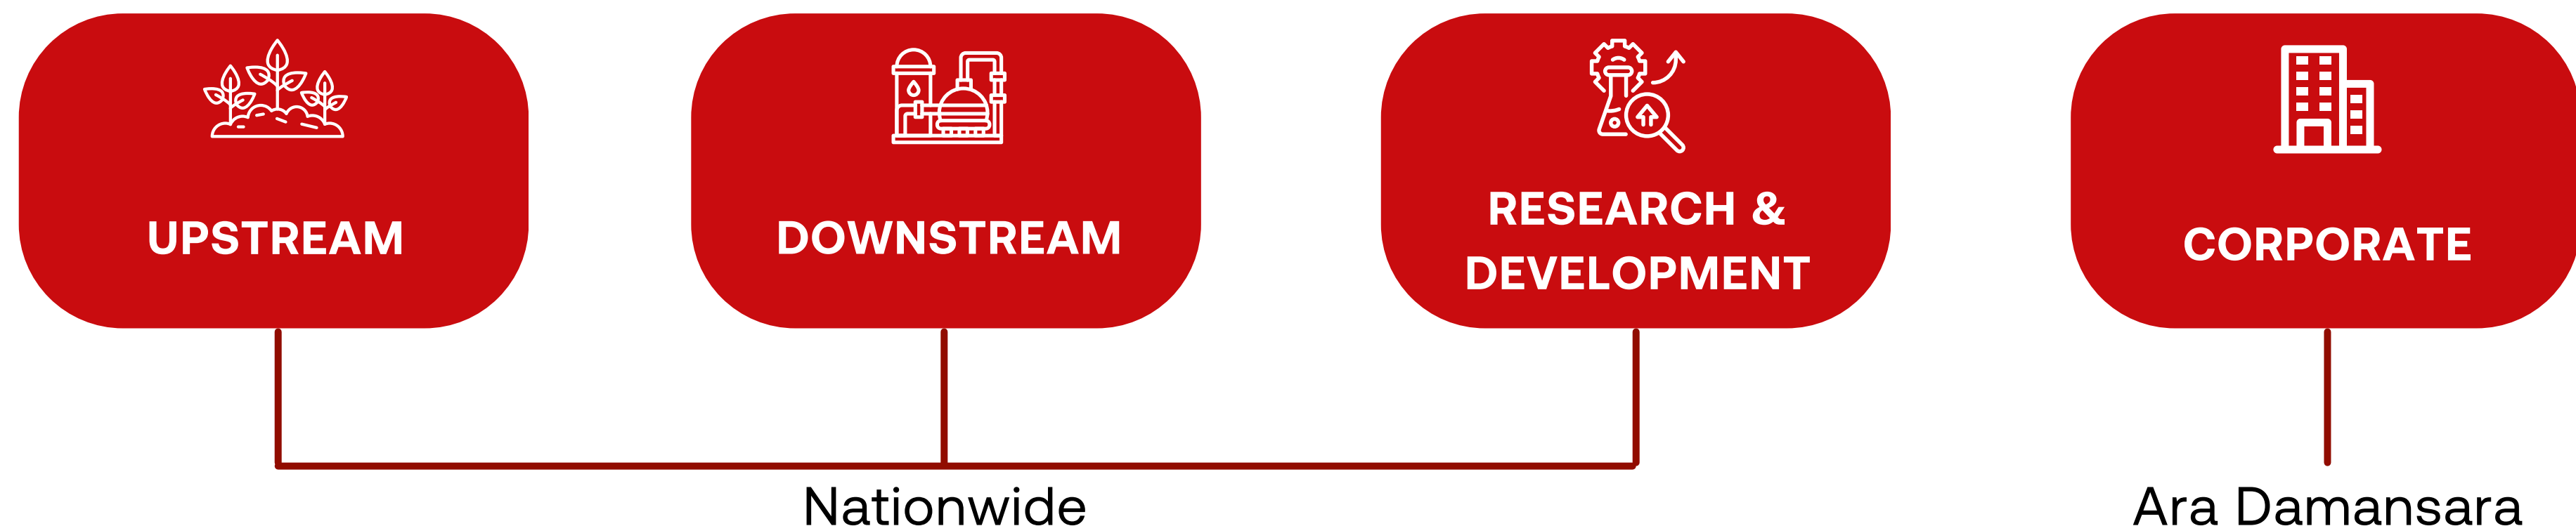 UPSTREAM
DOWNSTREAM
RESEARCH &
DEVELOPMENT
CORPORATE
Nationwide
Ara Damansara